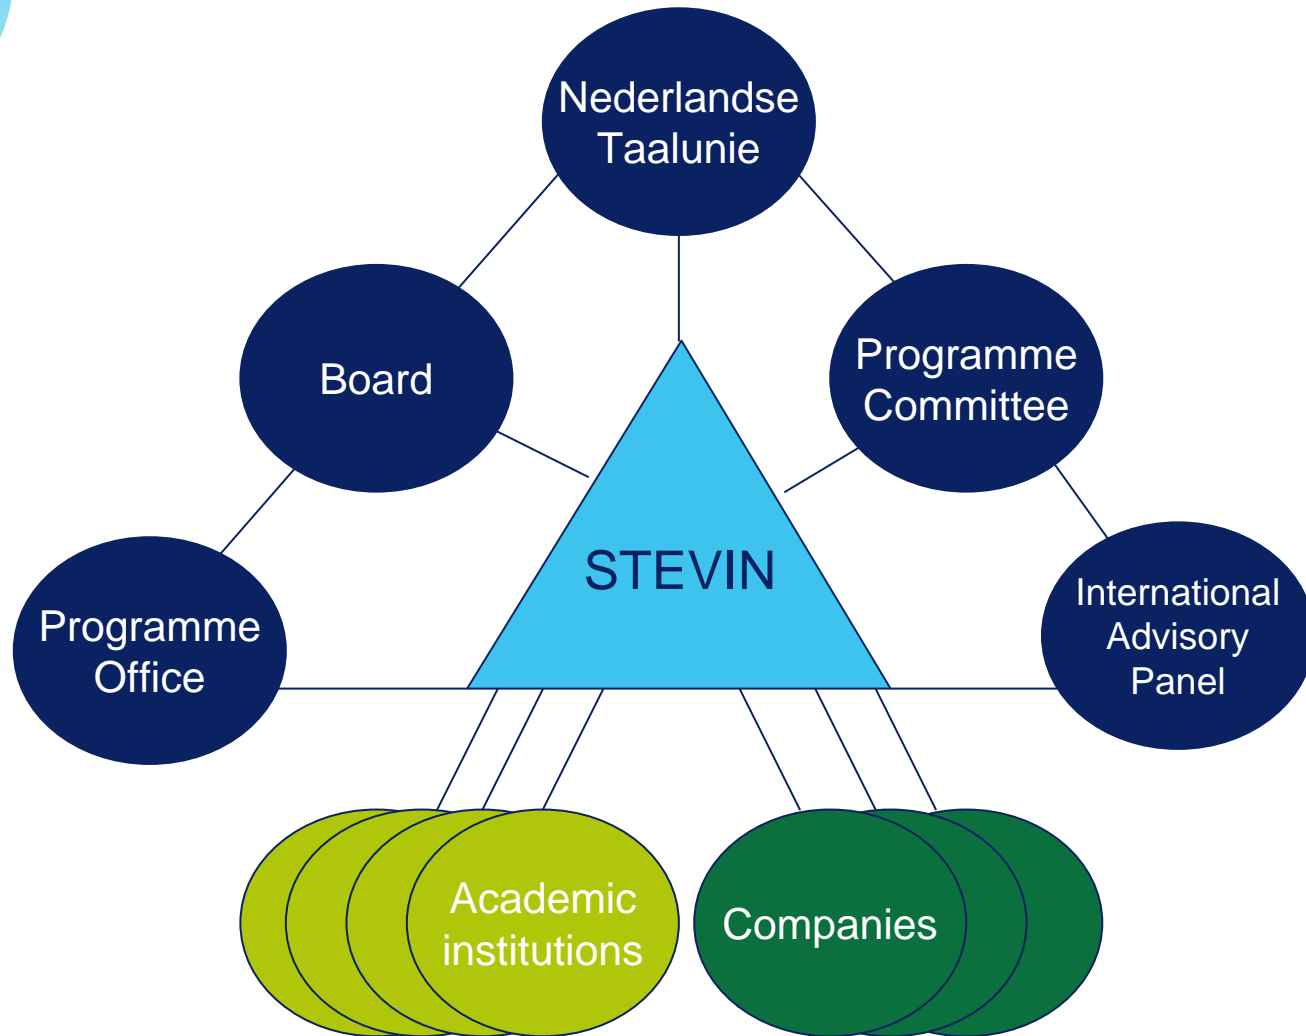 Nederlandse
Taalunie
Board
Programme
Committee
STEVIN
Programme
Office
International
Advisory
Panel
Academic
institutions
Companies